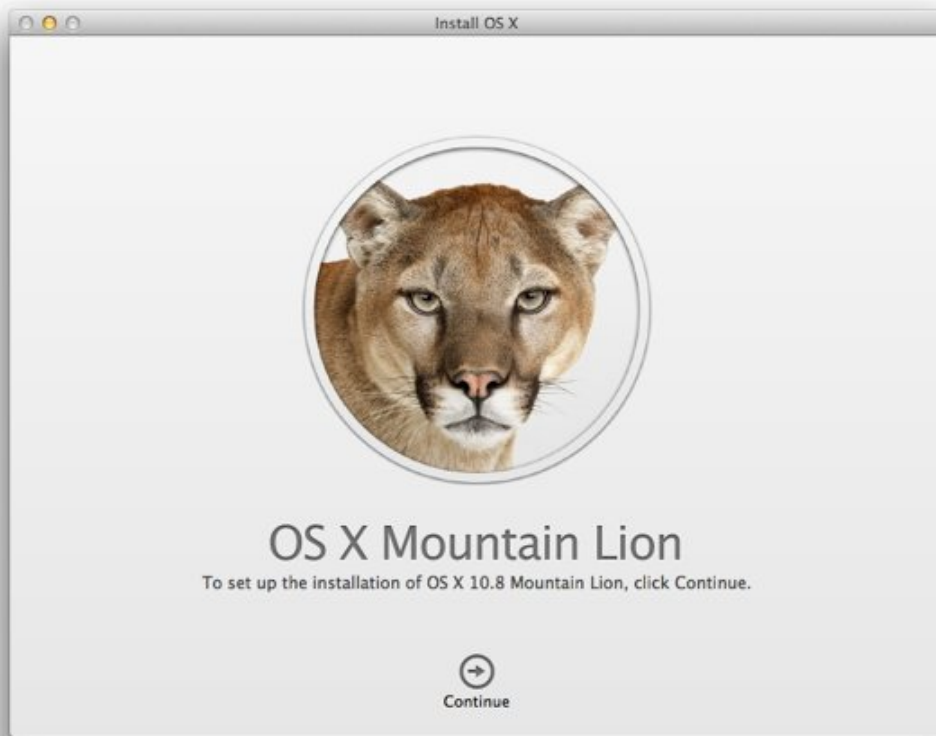 Install OS X
OS X Mountain Lion
To set up the installation of OS X 10.8 Mountain Lion, click Continue.
Continue